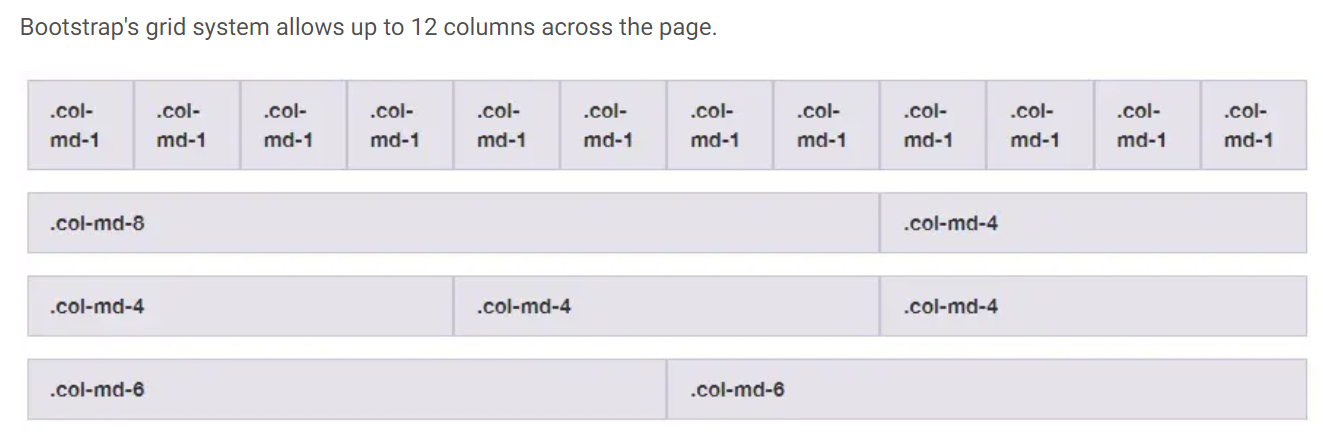 Bootstrap's grid system allows up to 12 columns across the page.
.col- .col- .col- .col- .col- .col- .col- .col- .col- .col- .col- .col-
md-1 md-1 md-1 md-1 md-1 md-1 md-1 md-1 md-1 md-1 md-1 md-1
.col-md-8 .col-md-4
.col-md-4 .col-md-4 .col-md-4
.col-md-6 .col-md-6